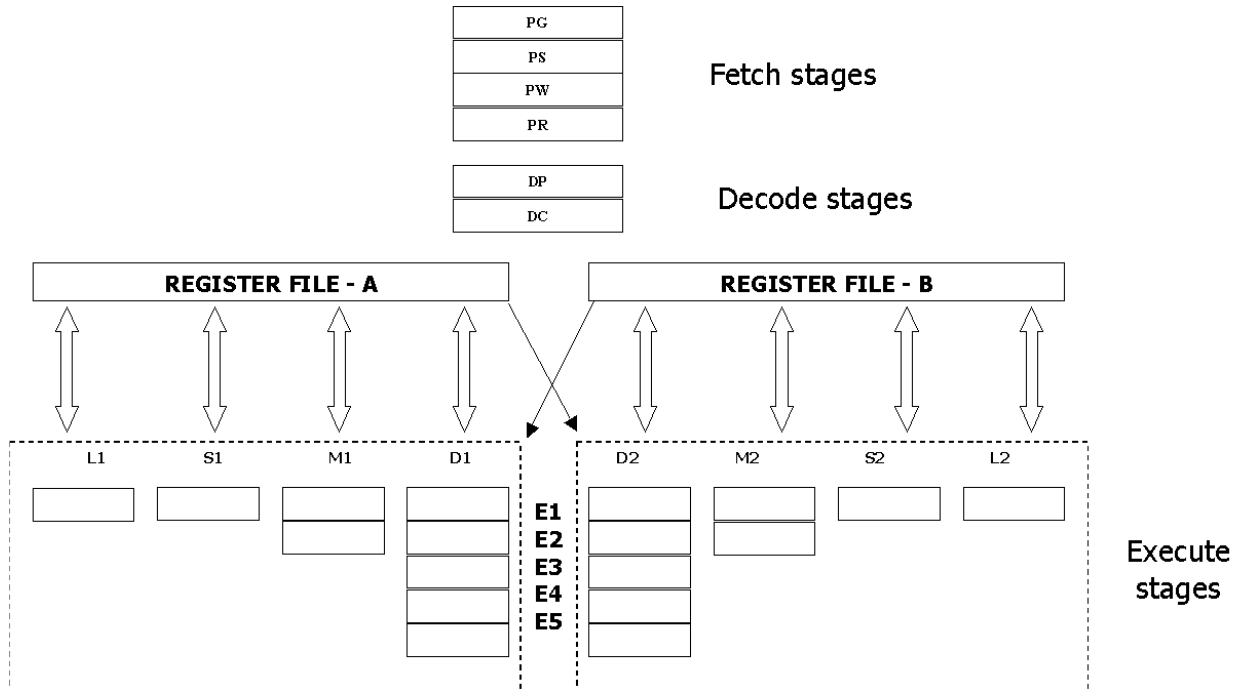 PG
PS
Fetch stages
PW
PR
DP
Decode stages
DC
REGISTER FILE - A
REGISTER FILE - B
L1 S1 M1 D1 D2 M2 S2 L2
E1
E2
E3
E4
E5
Execute
stages